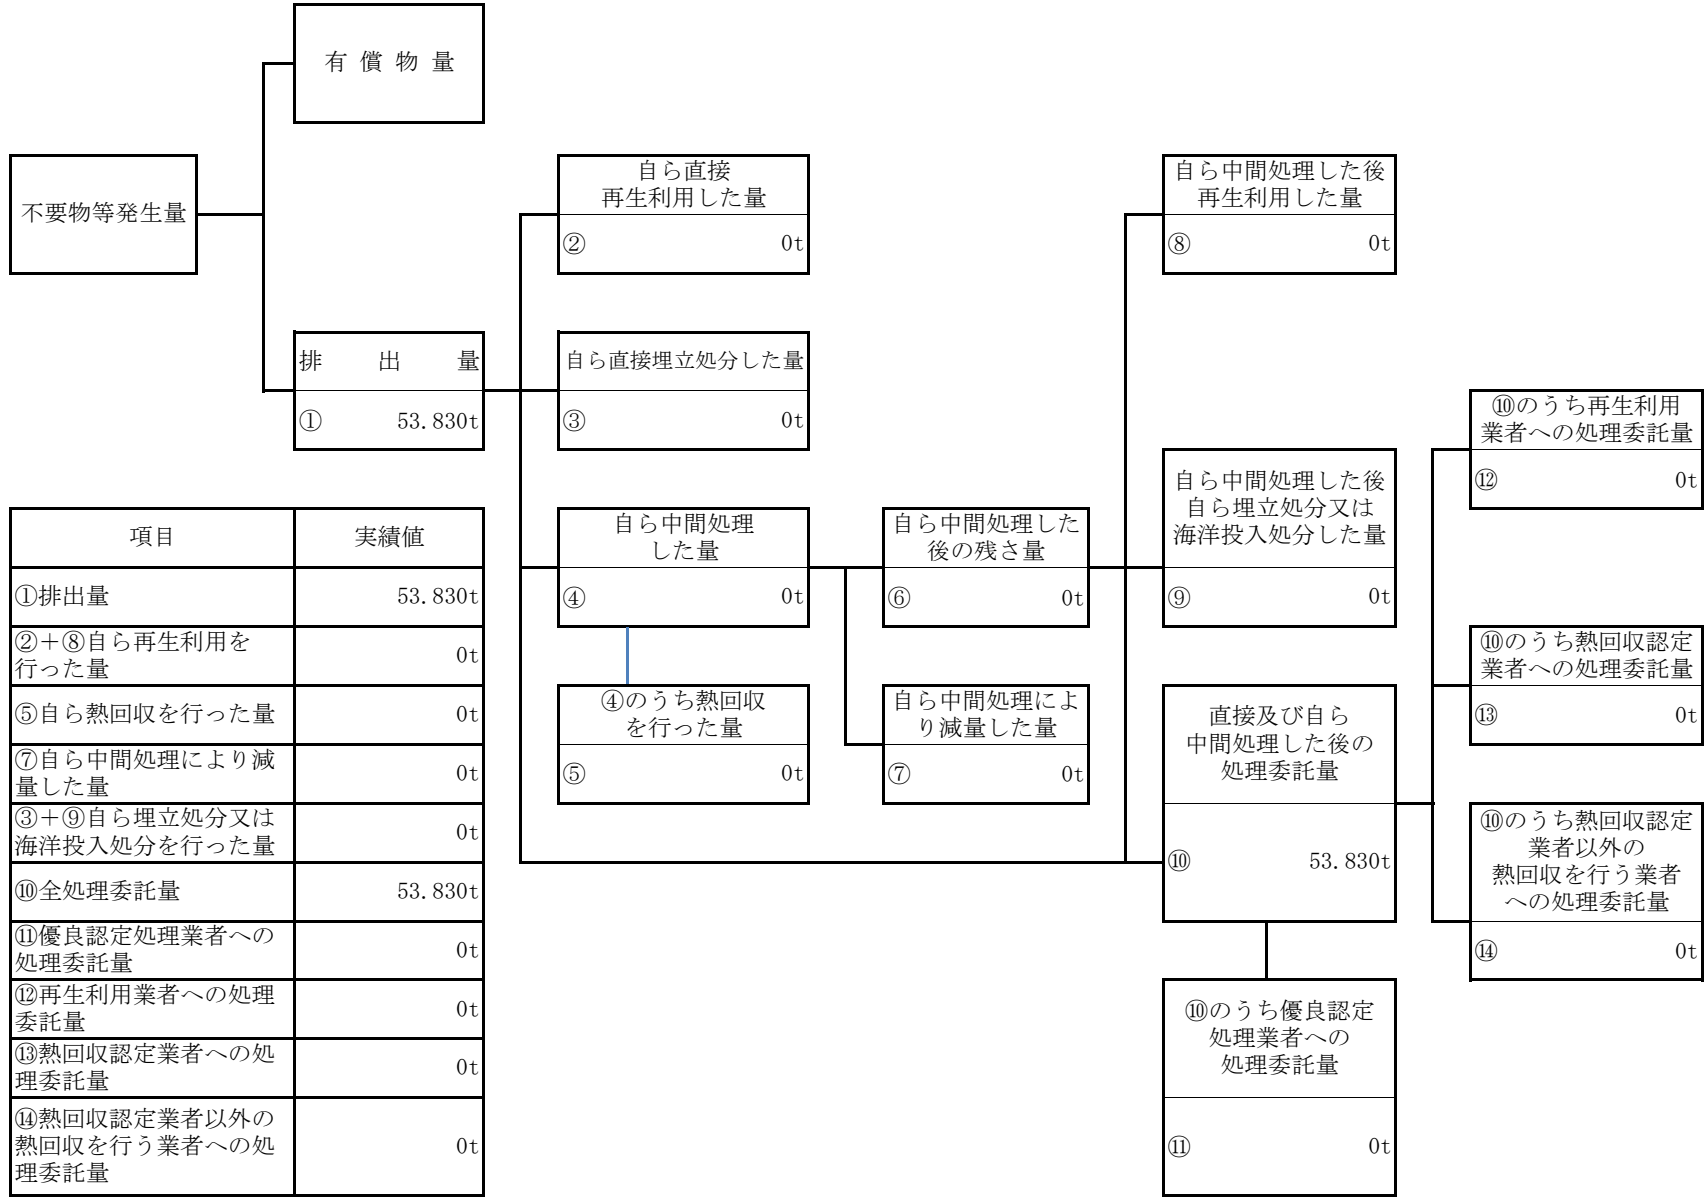 有償物量
不要物等発生量
自ら直接
再生利用した量
② 0t
自ら中間処理した後
再生利用した量
⑧ 0t
排出量
① 53.830t
自ら直接埋立処分した量
③ 0t
⑩のうち再生利用
業者への処理委託量
⑫ 0t
自ら中間処理
した量
④ 0t
自ら中間処理した
後の残さ量
⑥ 0t
自ら中間処理した後
自ら埋立処分又は
海洋投入処分した量
⑨ 0t
⑩のうち熱回収認定
業者への処理委託量
⑬ 0t
④のうち熱回収
を行った量
⑤ 0t
自ら中間処理によ
り減量した量
⑦ 0t
直接及び自ら
中間処理した後の
処理委託量
⑩ 53.830t
⑩のうち熱回収認定
業者以外の
熱回収を行う業者
への処理委託量
⑭ 0t
⑩のうち優良認定
処理業者への
処理委託量
⑪ 0t
項目 実績値
①排出量 53.830t
②＋⑧自ら再生利用を
行った量 0t
⑤自ら熱回収を行った量 0t
⑦自ら中間処理により減
量した量 0t
③＋⑨自ら埋立処分又は
海洋投入処分を行った量 0t
⑩全処理委託量 53.830t
⑪優良認定処理業者への
処理委託量 0t
⑫再生利用業者への処理
委託量 0t
⑬熱回収認定業者への処
理委託量 0t
⑭熱回収認定業者以外の
熱回収を行う業者への処
理委託量 0t